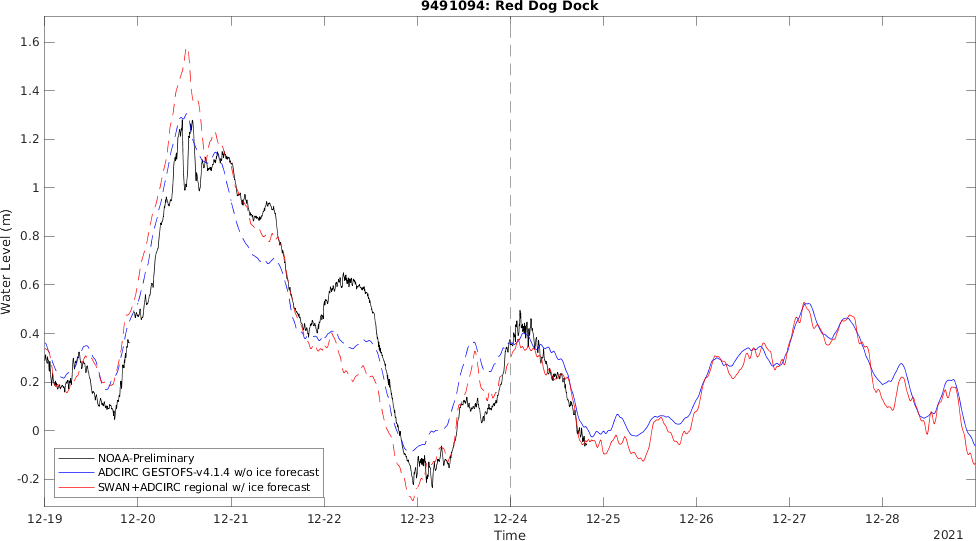 9491094: Red Dog Dock
1.6
1.4
1.2
1
0.8
0.6
0.4
0.2
0
-0.2
Water Level (m)
NOAA-Preliminary
ADCIRC GESTOFS-v4.1.4 w/o ice forecast
SWAN+ADCIRC regional w/ ice forecast
12-19 12-20 12-21 12-22 12-23 12-24 12-25 12-26 12-27 12-28
Time
2021